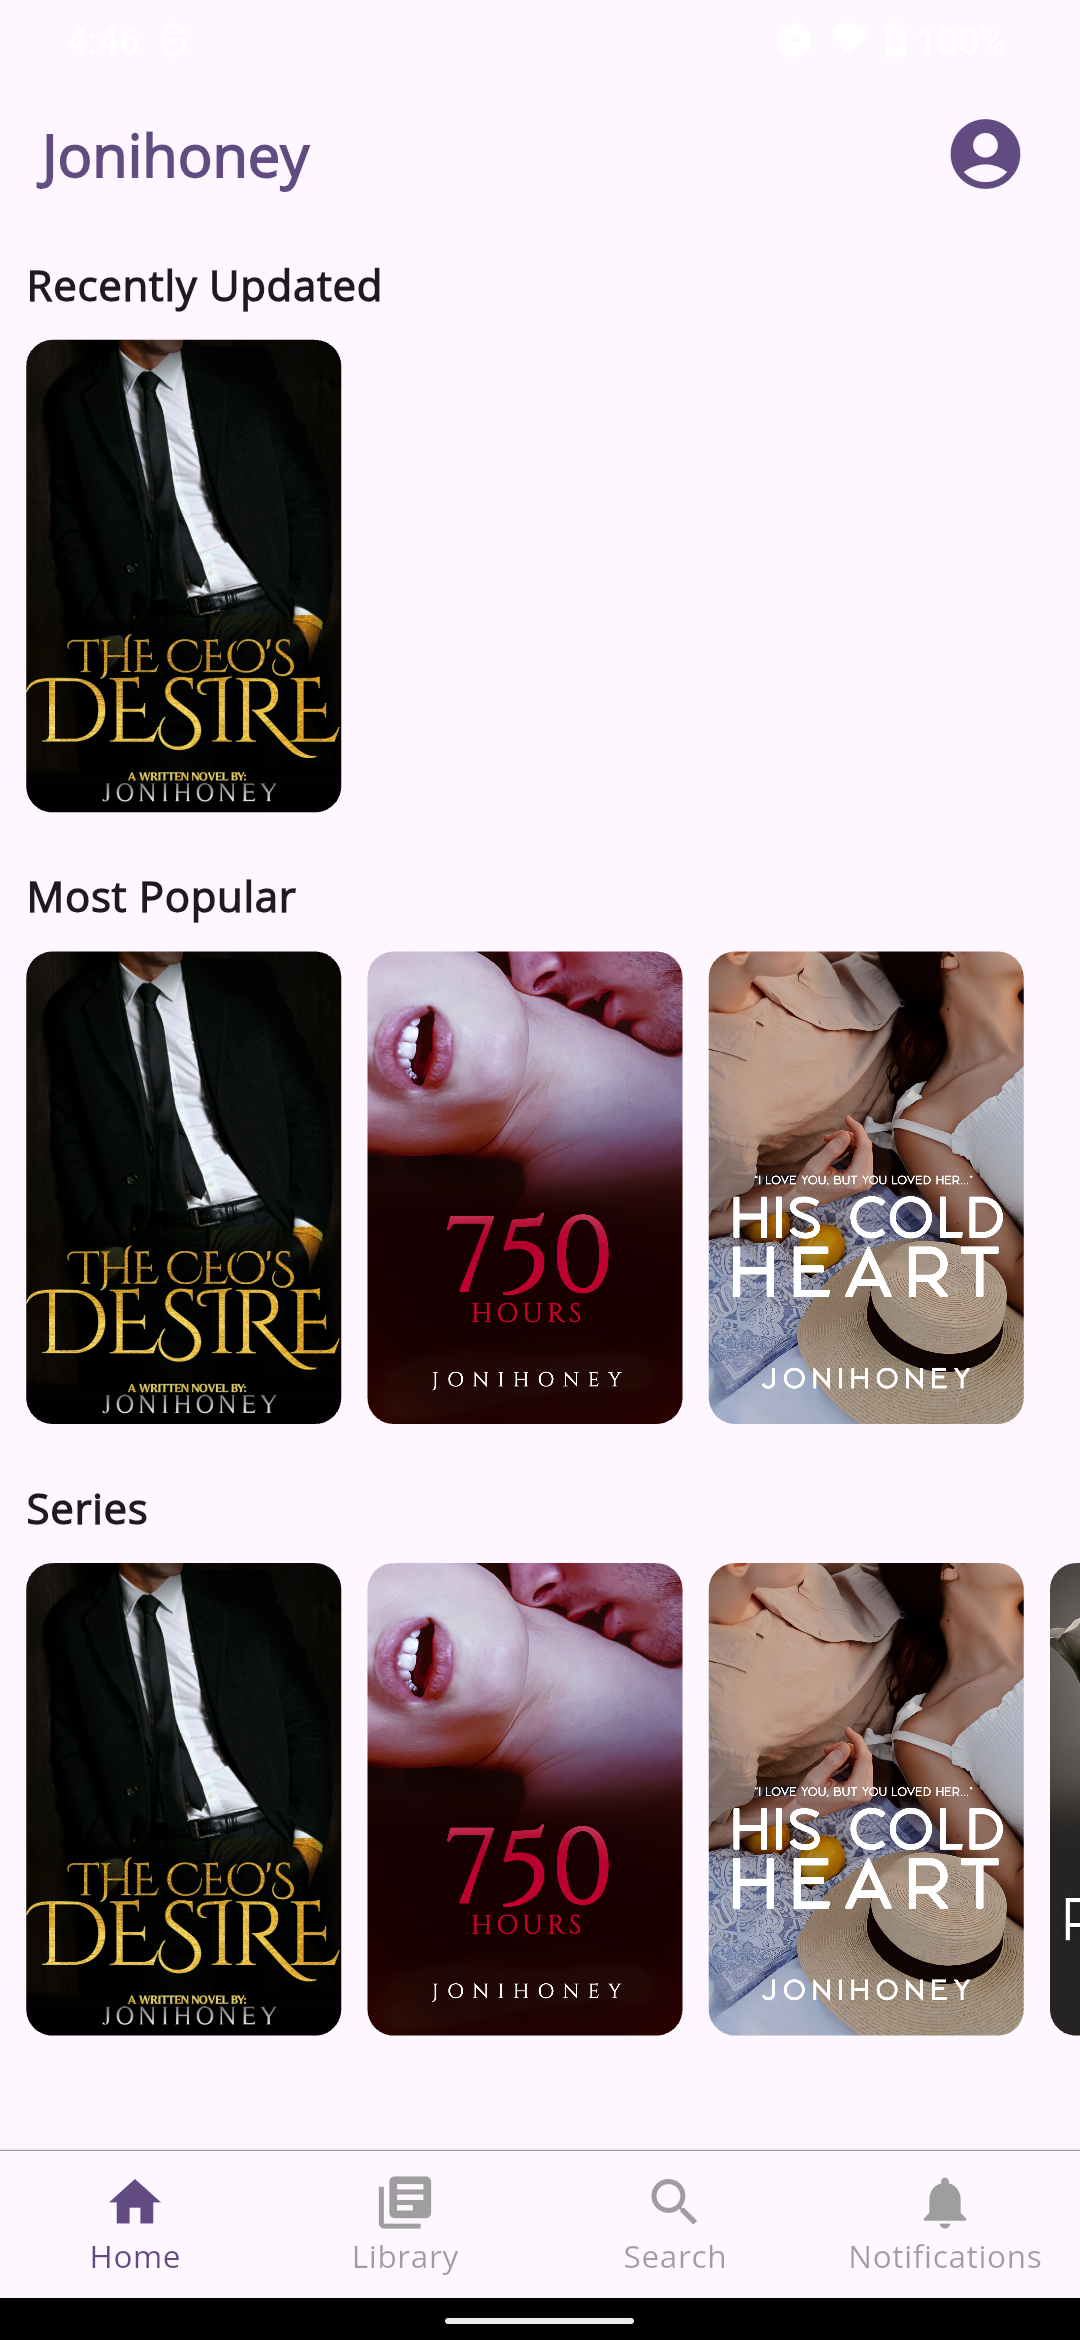 4:46
100%
Jonihoney
Recently Updated
THE CEO'S
DESIRE
A WRITTEN NOVEL BY:
JONIHONEY
Most Popular
THE CEO'S
DESIRE
A WRITTEN NOVEL BY:
JONIHONEY
750
HOURS
JONIHONEY
"I LOVE YOU, BUT YOU LOVED HER..."
HIS COLD
HEART
JONIHONEY
Series
THE CEO'S
DESIRE
A WRITTEN NOVEL BY:
JONIHONEY
750
HOURS
JONIHONEY
"I LOVE YOU, BUT YOU LOVED HER..."
HIS COLD
HEART
JONIHONEY
Home
Library
Search
Notifications